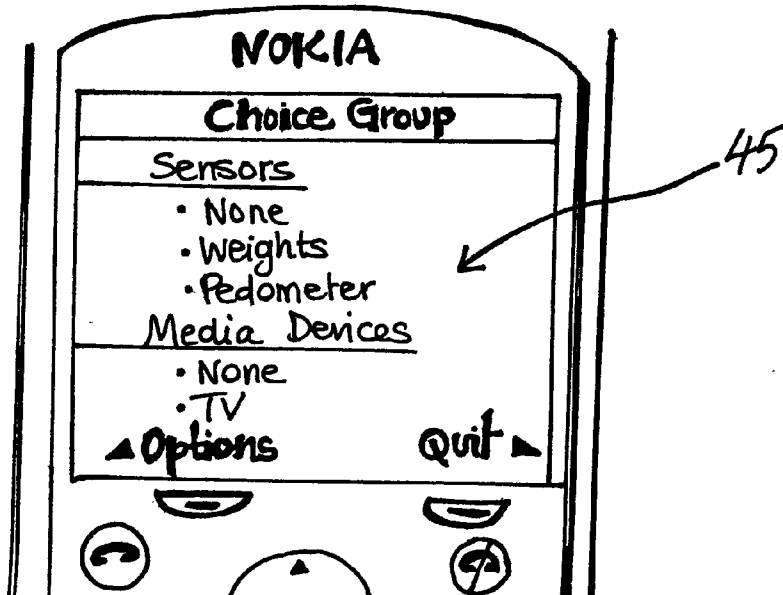 NOKIA
Choice Group
45
Sensors
· None
· Weights
· Pedometer
Media Devices
· None
· TV
Options Quit